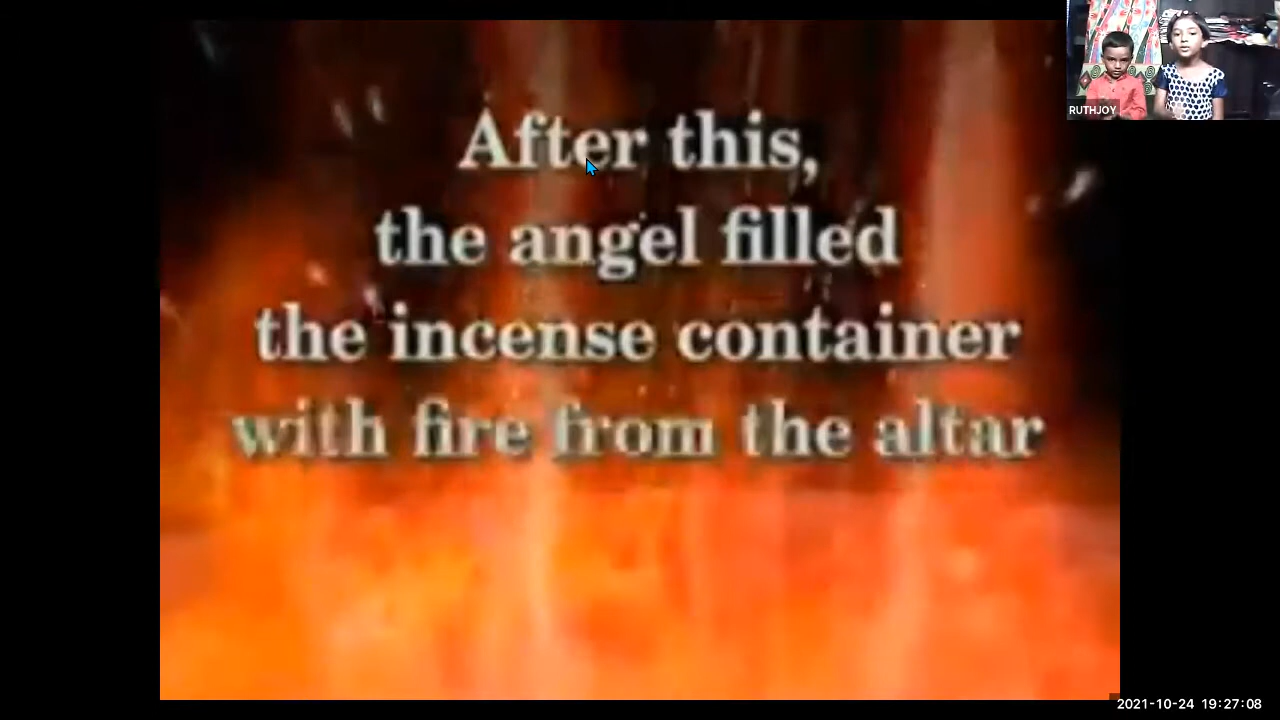 After this,
the angel filled
the incense container
with fire from the altar
RUTHJOY
2021-10-24 19:27:08